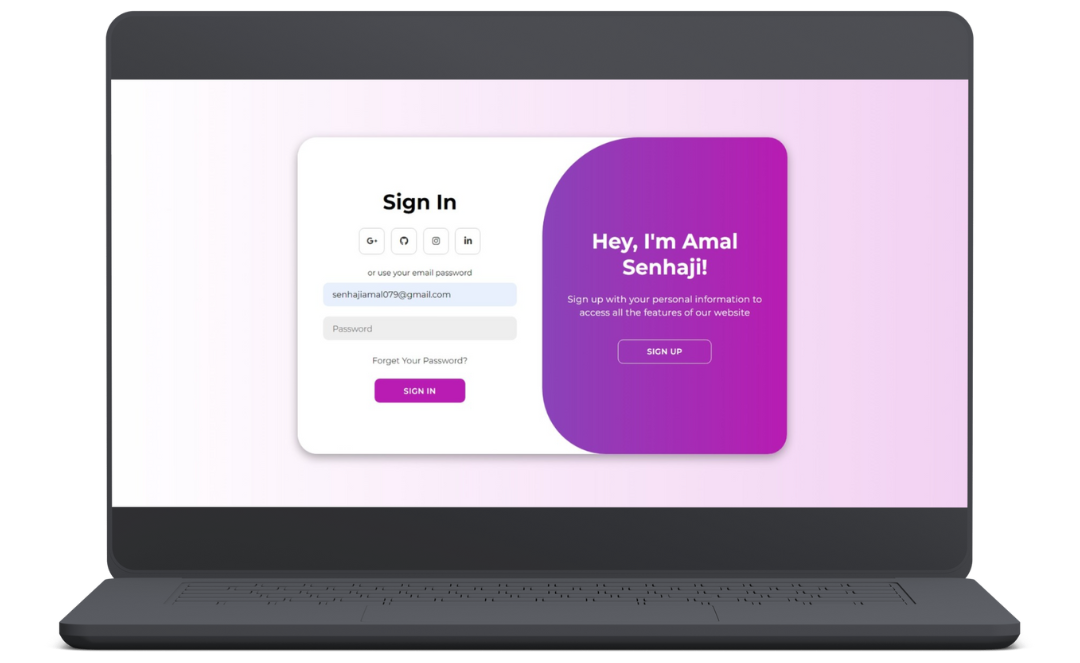 Sign In
G+
in
or use your email password
senhajiamal079@gmail.com
Password
Forget Your Password?
SIGN IN
Hey, I'm Amal
Senhaji!
Sign up with your personal information to
access all the features of our website
SIGN UP